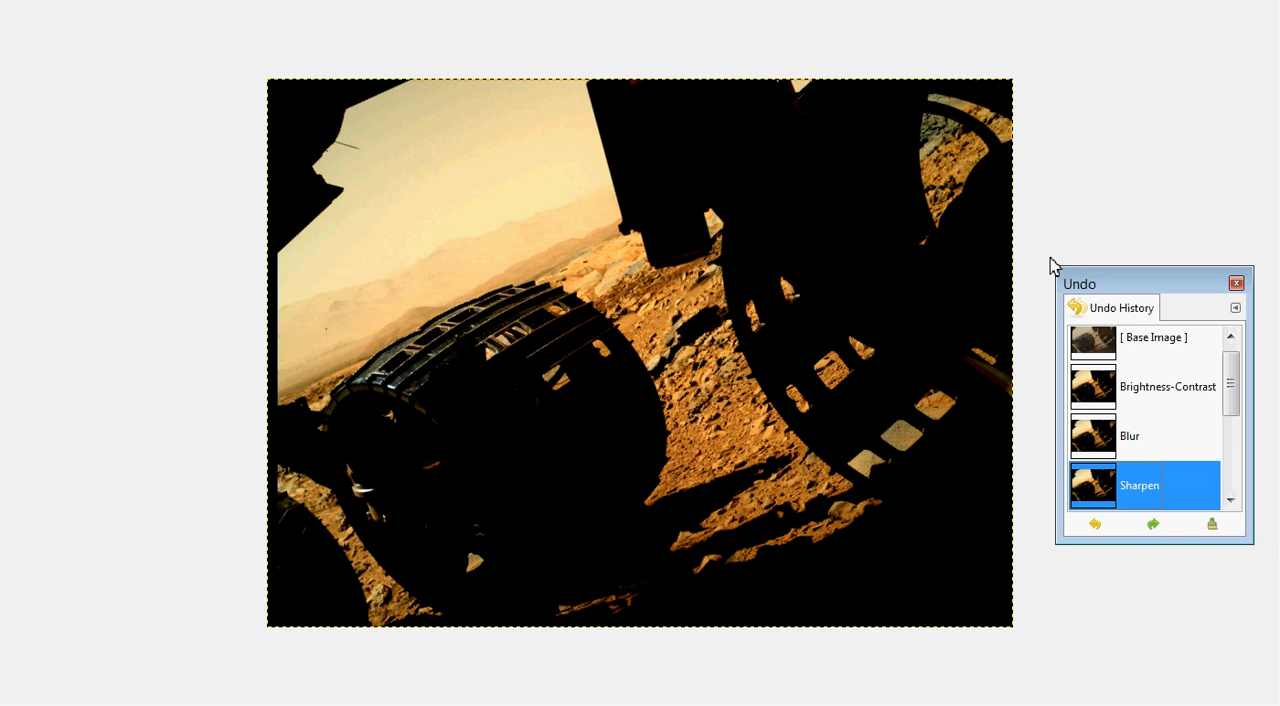 Undo
Undo History
[ Base Image ]
Brightness-Contrast
Blur
Sharpen